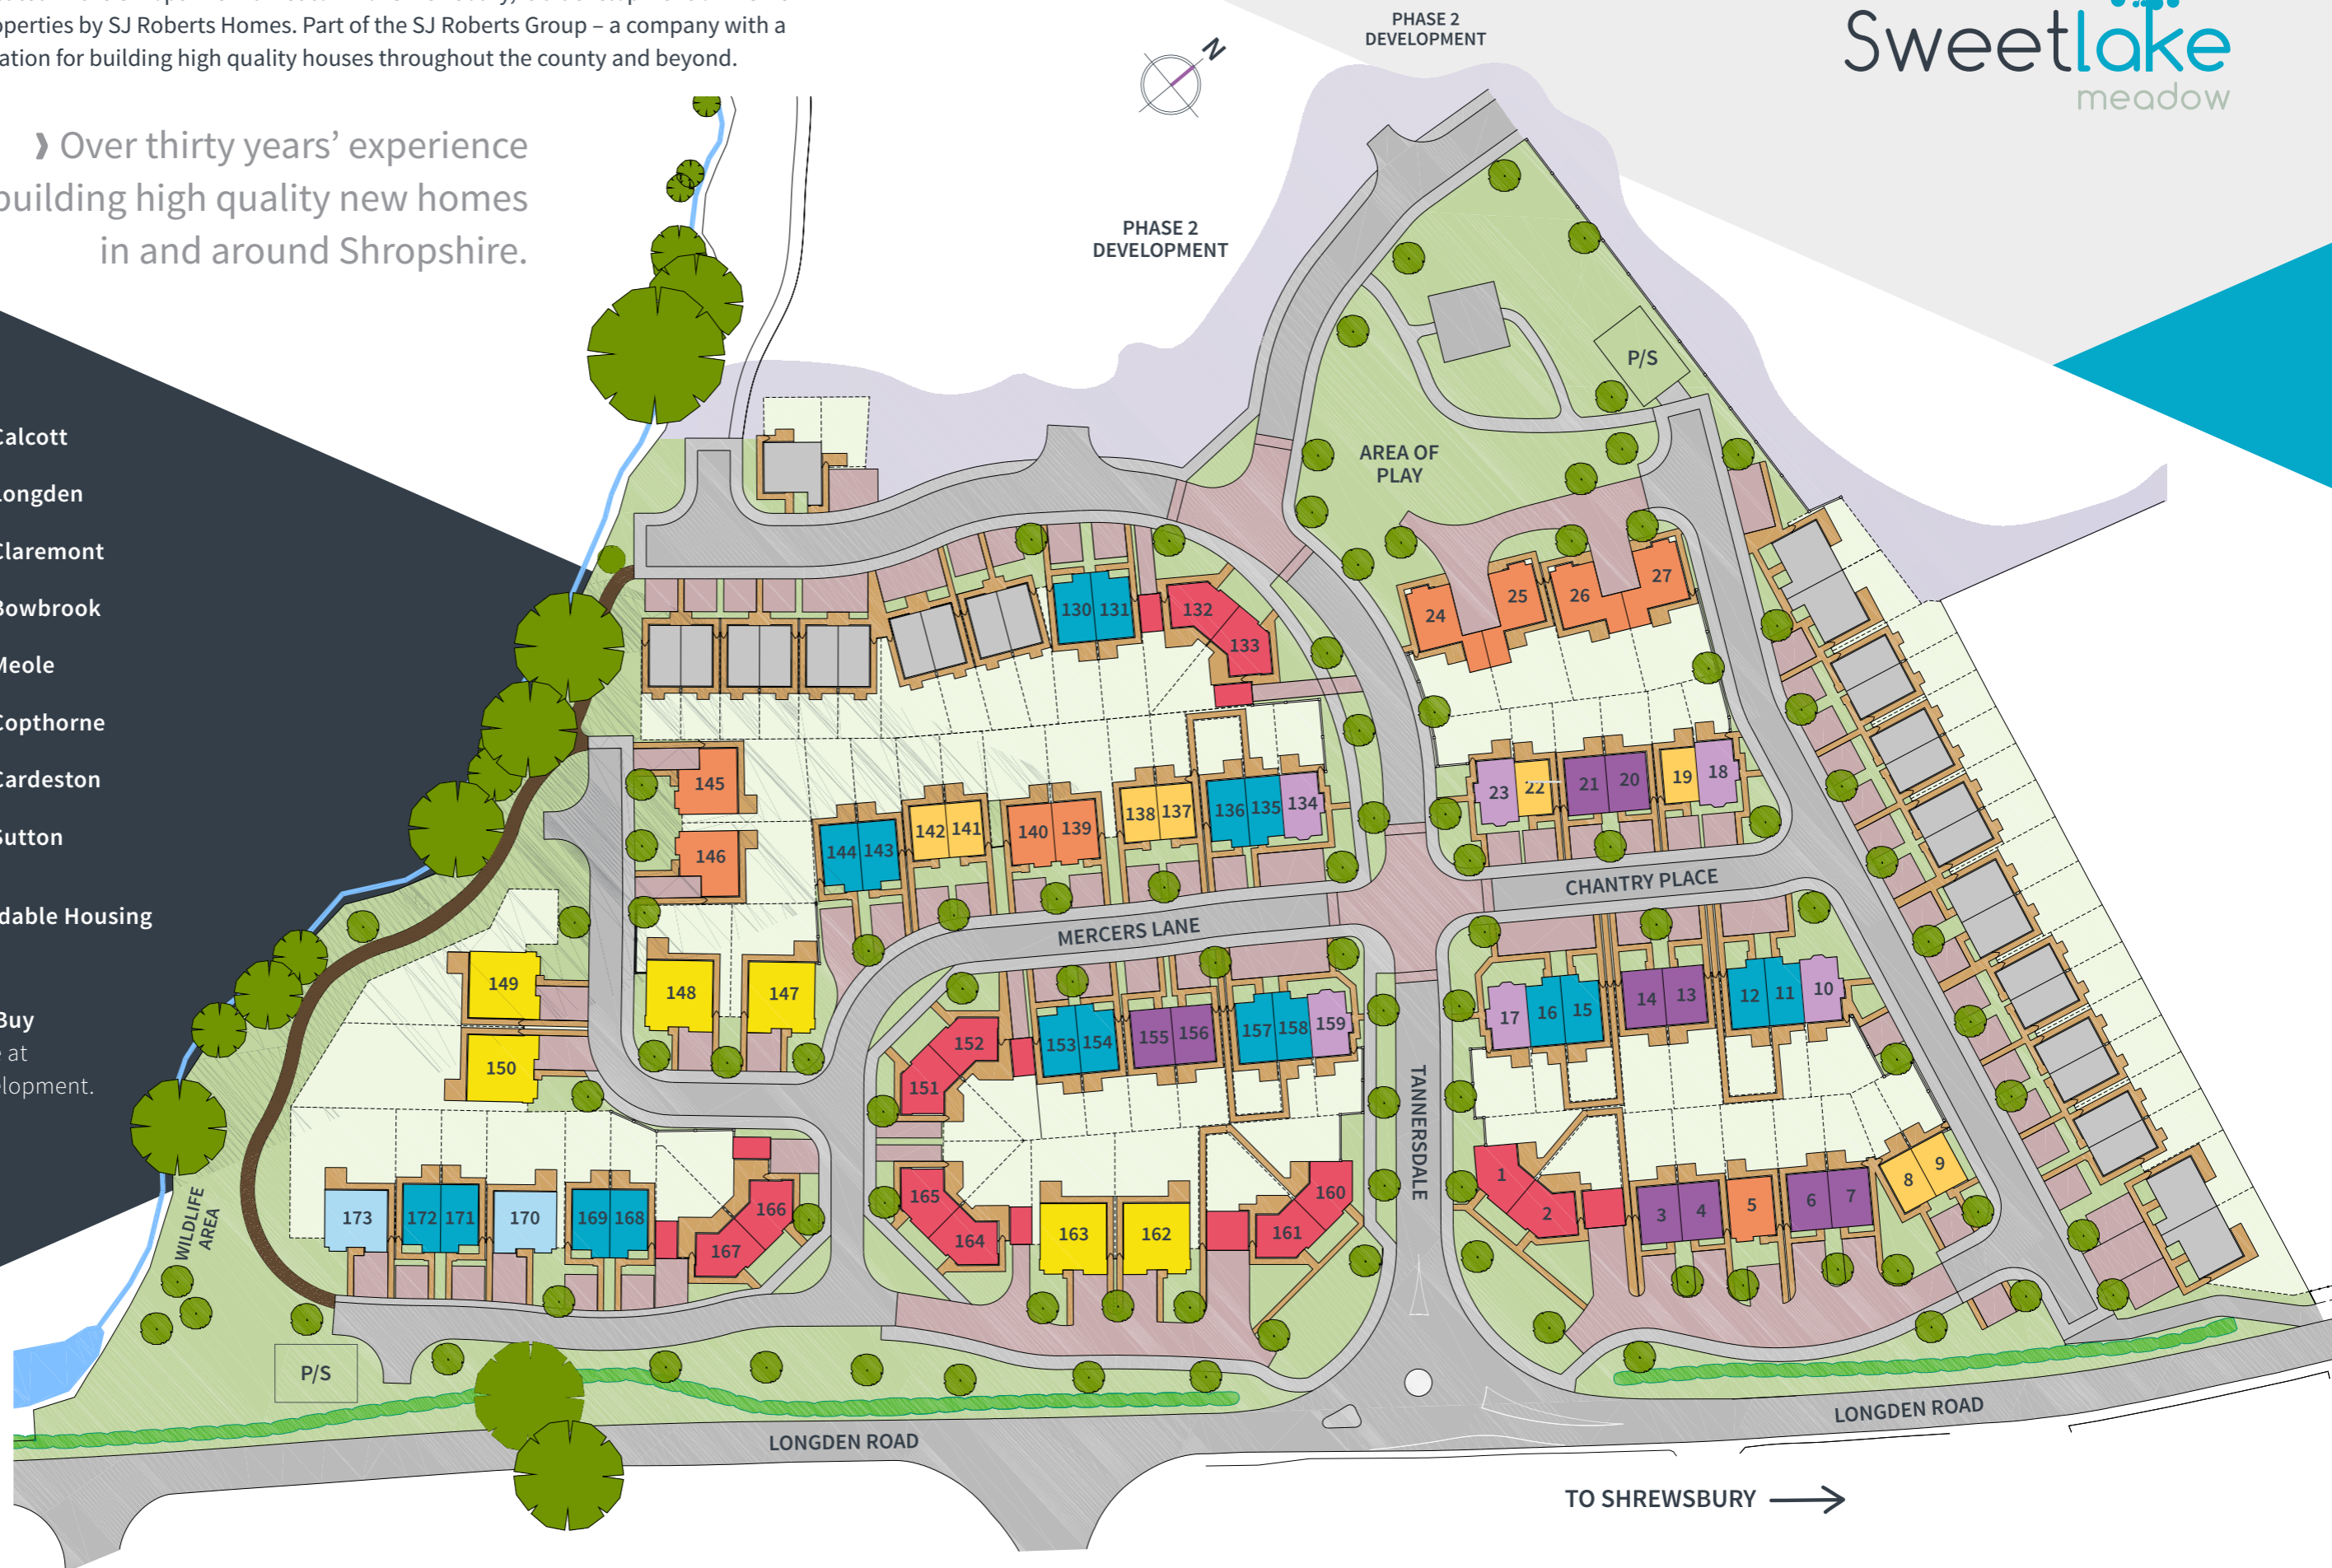 operties by SJ Roberts Homes. Part of the SJ Roberts Group – a company with a
ation for building high quality houses throughout the county and beyond.
Over thirty years’ experience
building high quality new homes
in and around Shropshire.
Calcott
Longden
Claremont
Bowbrook
Meole
Copthorne
Cardeston
Sutton
dable Housing
Buy
at
elopment.
N
PHASE 2
DEVELOPMENT
Sweetlake
meadow
PHASE 2
DEVELOPMENT
P/S
AREA OF
PLAY
130 131 132
133
24 25 26 27
145
146
144 143 142 141 140 139 138 137 136 135 134
23 22 21 20 19 18
MERCERS LANE
CHANTRY PLACE
149
150
148 147
152
151
153 154 155 156 157 158 159
17 16 15 14 13 12 11 10
TANNERSDALE
WILDLIFE
AREA
173 172 171 170 169 168
166
167
165
164
163 162
160
161
1
2
3 4 5 6 7 8 9
P/S
LONGDEN ROAD
LONGDEN ROAD
TO SHREWSBURY